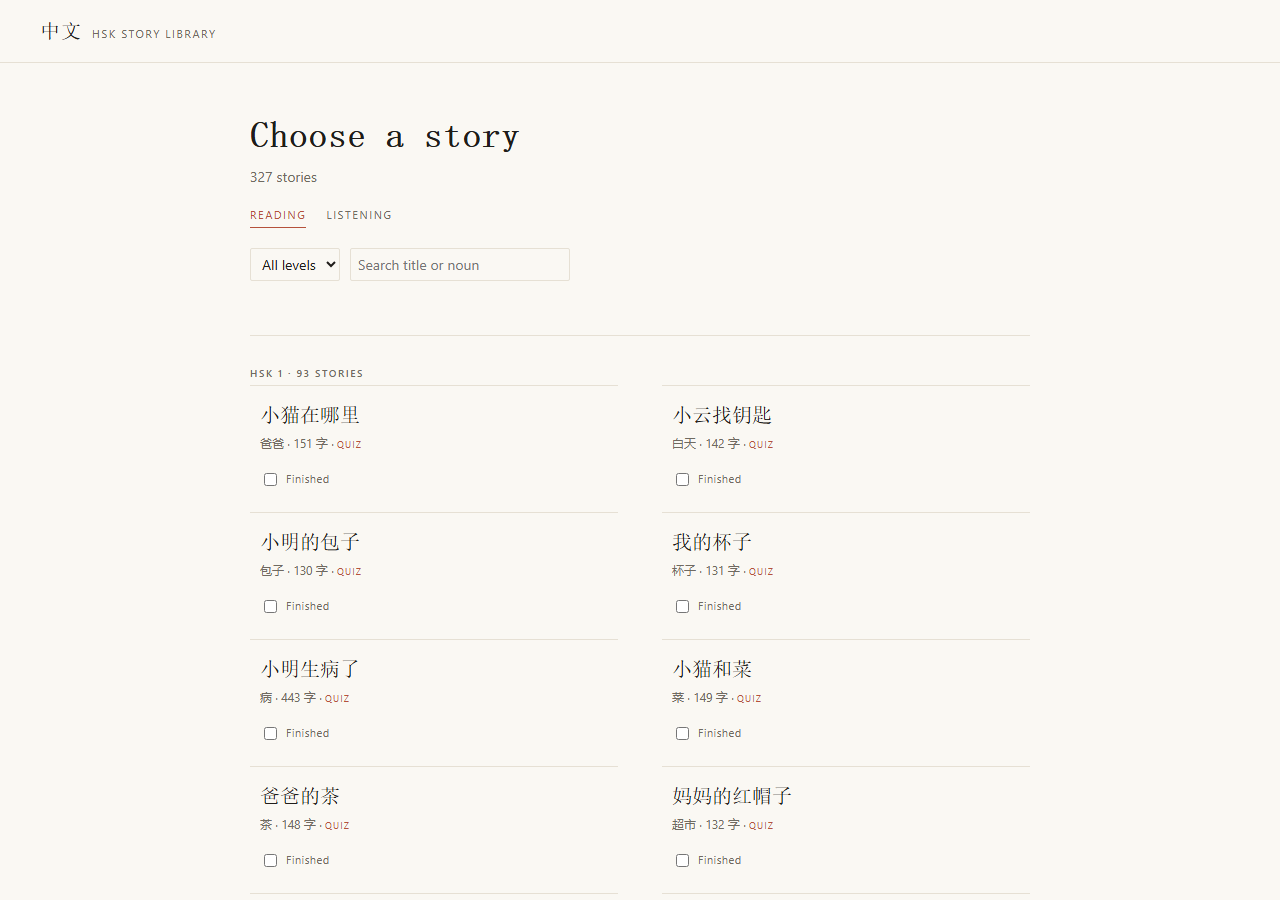 中文 HSK STORY LIBRARY
Choose a story
327 stories
READING LISTENING
All levels Search title or noun
HSK 1 · 93 STORIES
小猫在哪里
爸爸 · 151 字 · QUIZ
Finished
小云找钥匙
白天 · 142 字 · QUIZ
Finished
小明的包子
包子 · 130 字 · QUIZ
Finished
我的杯子
杯子 · 131 字 · QUIZ
Finished
小明生病了
病 · 443 字 · QUIZ
Finished
小猫和菜
菜 · 149 字 · QUIZ
Finished
爸爸的茶
茶 · 148 字 · QUIZ
Finished
妈妈的红帽子
超市 · 132 字 · QUIZ
Finished